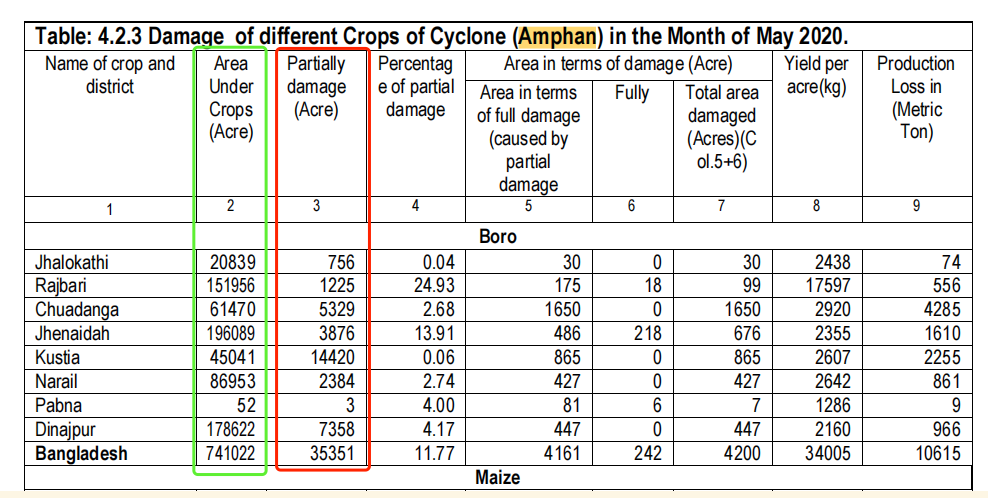 Table: 4.2.3 Damage of different Crops of Cyclone (Amphan) in the Month of May 2020.
Name of crop and district Area Under Crops (Acre) Partially damage (Acre) Percentag e of partial damage Area in terms of damage (Acre) Yield per acre(kg) Production Loss in (Metric Ton)
Area in terms of full damage (caused by partial damage Fully Total area damaged (Acres)(C ol.5+6)
1 2 3 4 5 6 7 8 9
Boro
Jhalokathi 20839 756 0.04 30 0 30 2438 74
Rajbari 151956 1225 24.93 175 18 99 17597 556
Chuadanga 61470 5329 2.68 1650 0 1650 2920 4285
Jhenaidah 196089 3876 13.91 486 218 676 2355 1610
Kustia 45041 14420 0.06 865 0 865 2607 2255
Narail 86953 2384 2.74 427 0 427 2642 861
Pabna 52 3 4.00 81 6 7 1286 9
Dinajpur 178622 7358 4.17 447 0 447 2160 966
Bangladesh 741022 35351 11.77 4161 242 4200 34005 10615
Maize